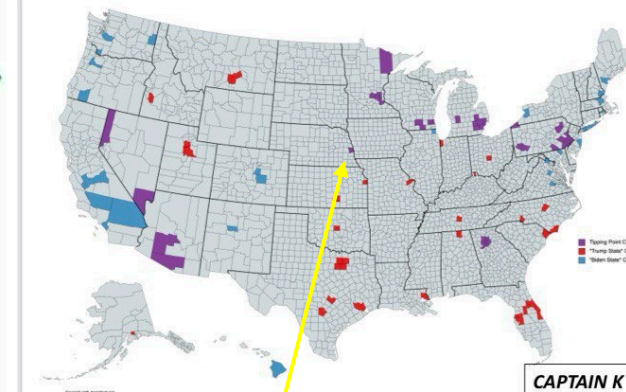 Tipping Point C
"Trump State" C
"Biden State" C
CAPTAIN K